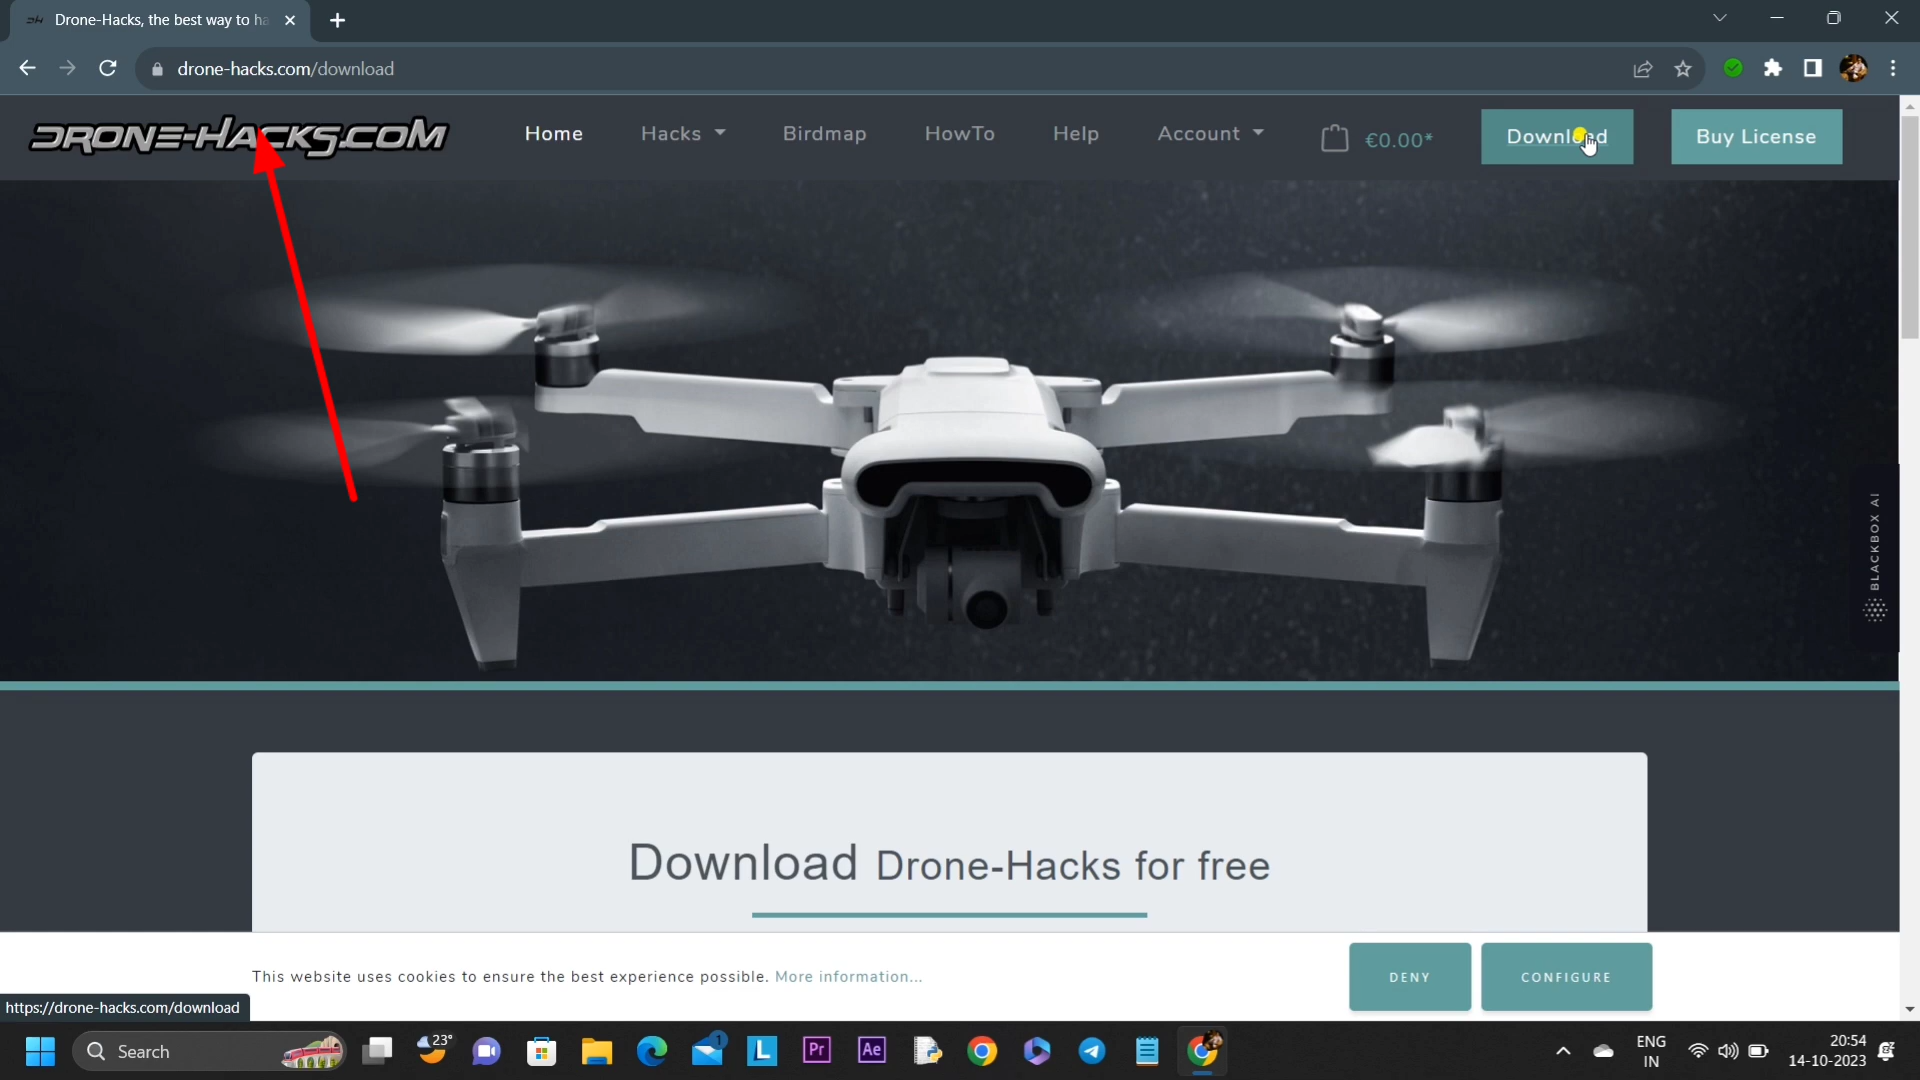 Drone-Hacks, the best way to ha
drone-hacks.com/download
DRONE-HACKS.COM
Home
Hacks
Birdmap
HowTo
Help
Account
€0.00*
Download
Buy License
BLACKBOX AI
Download Drone-Hacks for free
This website uses cookies to ensure the best experience possible. More information...
DENY
CONFIGURE
https://drone-hacks.com/download
Search
23°
1
L
Pr
Ae
ENG
IN
20:54
14-10-2023